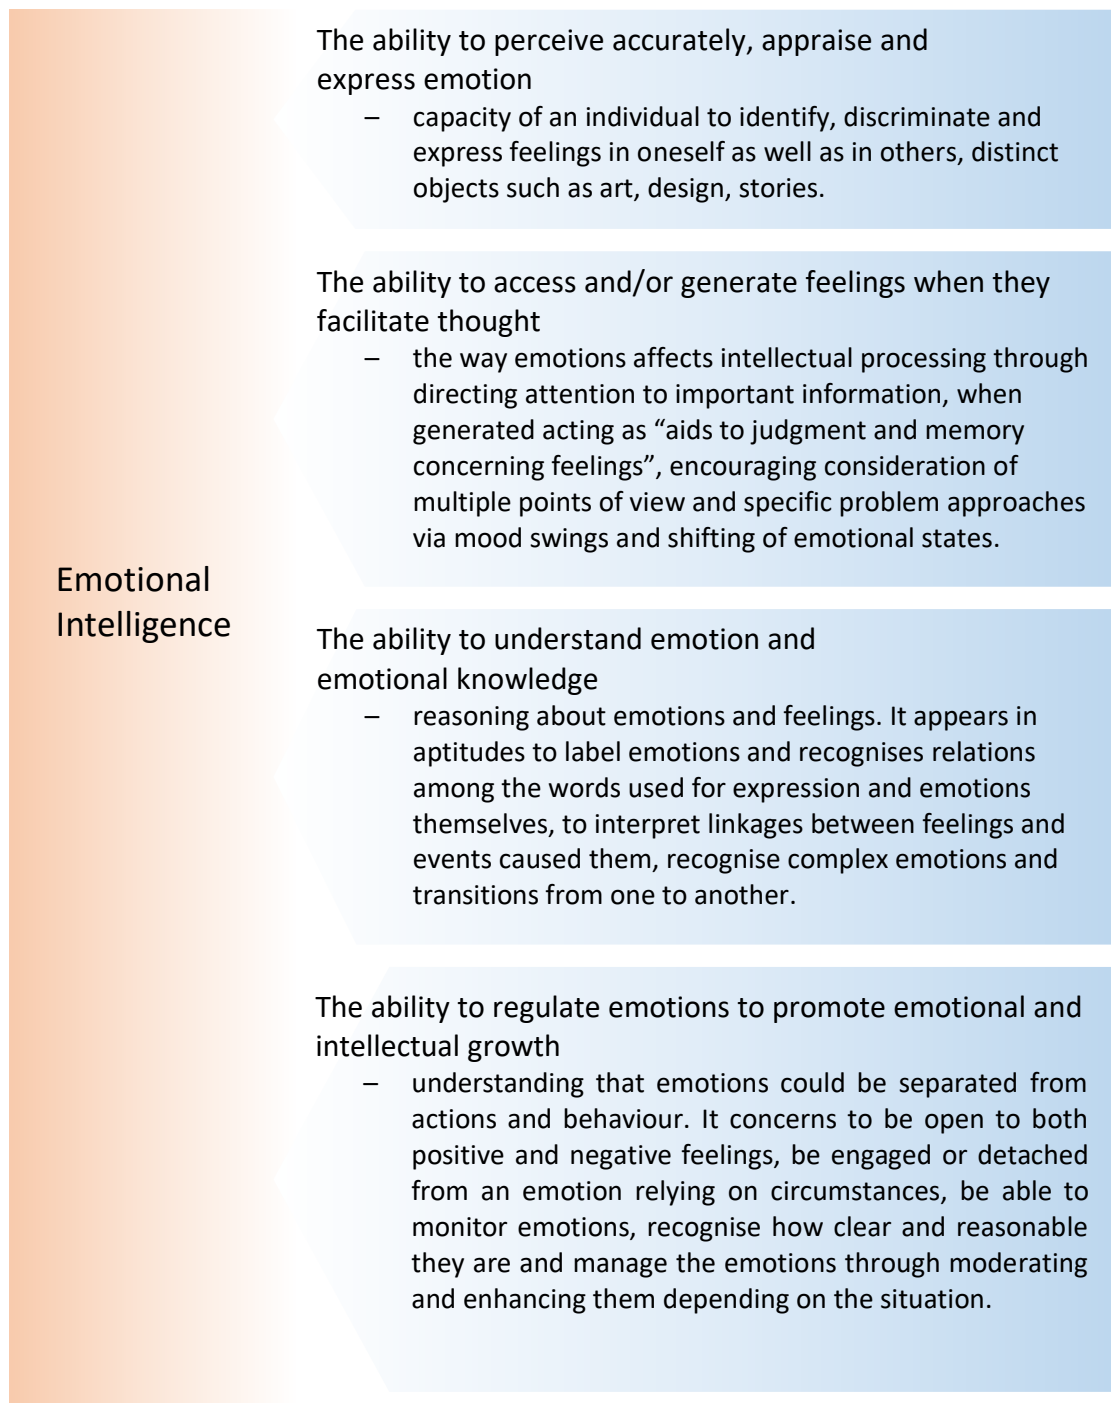 Emotional
Intelligence
The ability to perceive accurately, appraise and
express emotion
– capacity of an individual to identify, discriminate and
express feelings in oneself as well as in others, distinct
objects such as art, design, stories.
The ability to access and/or generate feelings when they
facilitate thought
– the way emotions affects intellectual processing through
directing attention to important information, when
generated acting as “aids to judgment and memory
concerning feelings”, encouraging consideration of
multiple points of view and specific problem approaches
via mood swings and shifting of emotional states.
The ability to understand emotion and
emotional knowledge
– reasoning about emotions and feelings. It appears in
aptitudes to label emotions and recognises relations
among the words used for expression and emotions
themselves, to interpret linkages between feelings and
events caused them, recognise complex emotions and
transitions from one to another.
The ability to regulate emotions to promote emotional and
intellectual growth
– understanding that emotions could be separated from
actions and behaviour. It concerns to be open to both
positive and negative feelings, be engaged or detached
from an emotion relying on circumstances, be able to
monitor emotions, recognise how clear and reasonable
they are and manage the emotions through moderating
and enhancing them depending on the situation.